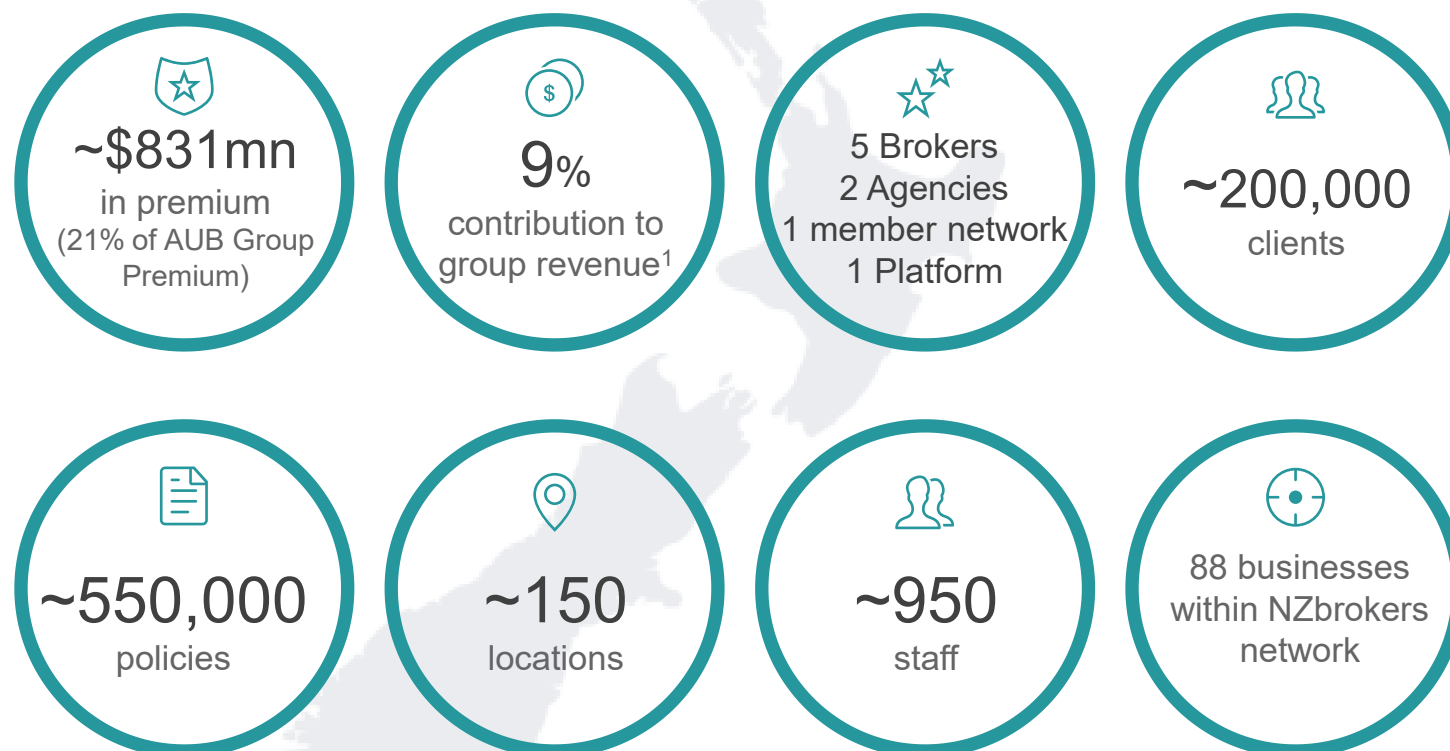 ~$831mn
in premium
(21% of AUB Group
Premium)
$
9%
contribution to
group revenue1
5 Brokers
2 Agencies
1 member network
1 Platform
~200,000
clients
~550,000
policies
~150
locations
~950
staff
88 businesses
within NZbrokers
network